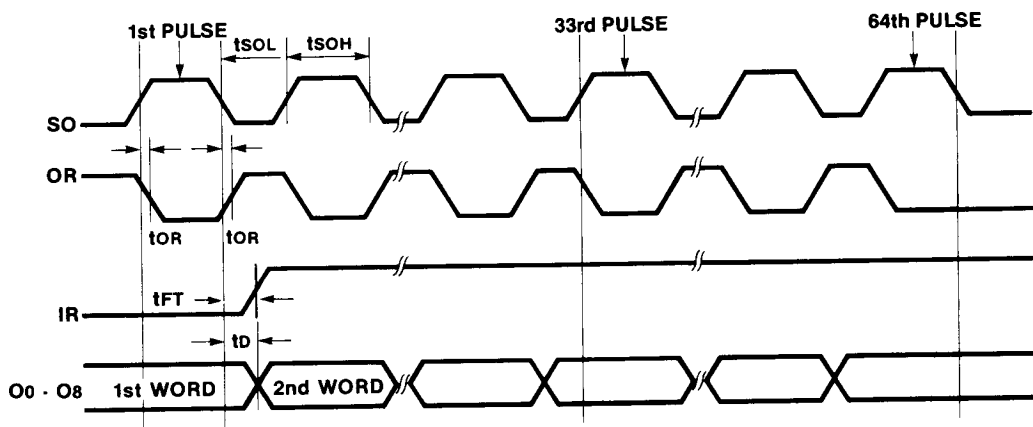 1st PULSE
33rd PULSE
64th PULSE
tSOL
tSOH
SO
OR
tOR
tOR
IR
tFT
tD
O0 - O8
1st WORD
2nd WORD